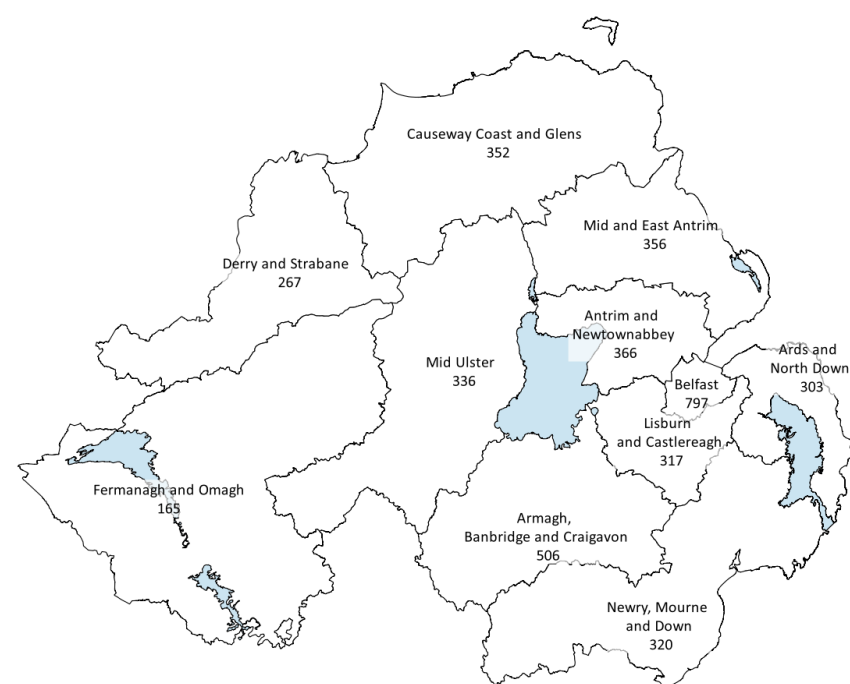 Causeway Coast and Glens
352
Mid and East Antrim
356
Derry and Strabane
267
Antrim and
Newtownabbey
366
Mid Ulster
336
Ards and
North Down
303
Belfast
797
Lisburn
and Castlereagh
317
Fermanagh and Omagh
165
Armagh,
Banbridge and Craigavon
506
Newry, Mourne
and Down
320